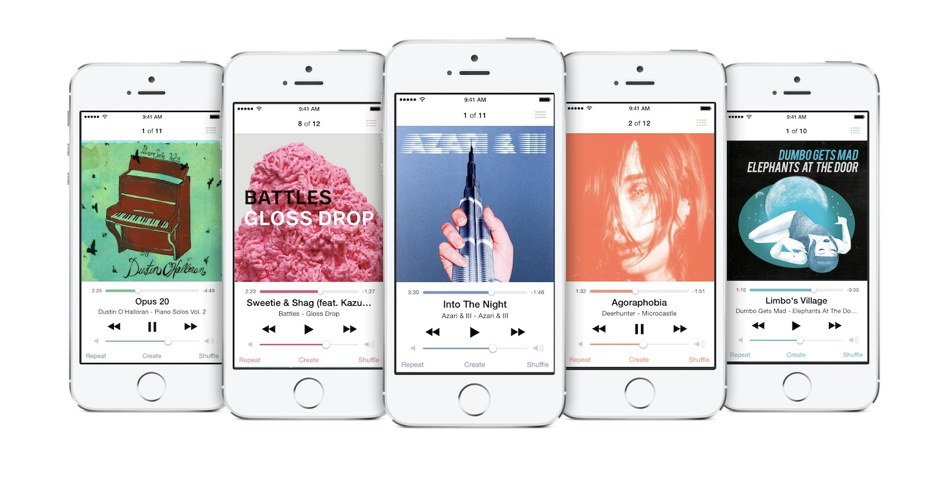 9:41 AM
1 of 11
Dustin O'Halloran
2:25
-4:46
Opus 20
Dustin O'Halloran - Piano Solos Vol. 2
Repeat
Create
Shuffle
9:41 AM
8 of 12
BATTLES
GLOSS DROP
2:23
-1:27
Sweetie & Shag (feat. Kazu…
Battles - Gloss Drop
Repeat
Create
Shuffle
9:41 AM
1 of 11
AZARI & III
3:30
-1:46
Into The Night
Azari & III - Azari & III
Repeat
Create
Shuffle
9:41 AM
2 of 12
1:32
-1:51
Agoraphobia
Deerhunter - Microcastle
Repeat
Create
Shuffle
9:41 AM
1 of 10
DUMBO GETS MAD
ELEPHANTS AT THE DOOR
1:10
Limbo's Village
Dumbo Gets Mad - Elephants At The Do…
Repeat
Create
Shuffle